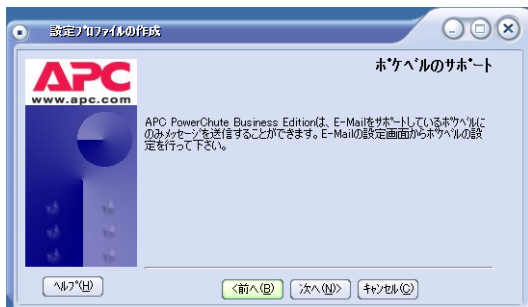 設定ﾌﾟﾛﾌｧｲﾙの作成
ﾎﾟｹﾍﾞﾙのｻﾎﾟｰﾄ
APC
www.apc.com
APC PowerChute Business Editionは、E-Mailをｻﾎﾟｰﾄしているﾎﾟｹﾍﾞﾙに
のみﾒｯｾｰｼﾞを送信することができます。E-Mailの設定画面からﾎﾟｹﾍﾞﾙの設
定を行って下さい。
ﾍﾙﾌﾟ(H)
<前へ(B)
次へ(N)>
ｷｬﾝｾﾙ(C)